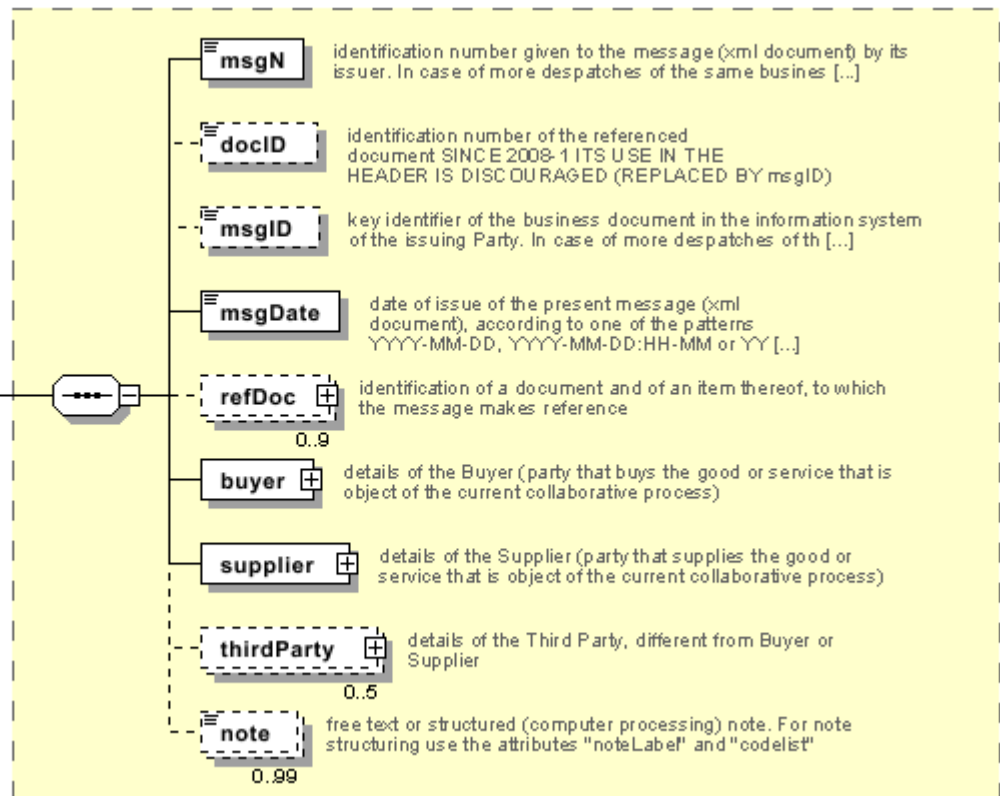 msgN
identification number given to the message (xml document) by its
issuer. In case of more despatches of the same busines [...]
docID
identification number of the referenced
document SINCE 2008-1 ITS USE IN THE
HEADER IS DISCOURAGED (REPLACED BY msgID)
msgID
key identifier of the business document in the information system
of the issuing Party. In case of more despatches of th [...]
msgDate
date of issue of the present message (xml
document), according to one of the patterns
YYYY-MM-DD, YYYY-MM-DD:HH-MM or YY [...]
refDoc
identification of a document and of an item thereof, to which
the message makes reference
0..9
buyer
details of the Buyer (party that buys the good or service that is
object of the current collaborative process)
supplier
details of the Supplier (party that supplies the good or
service that is object of the current collaborative process)
thirdParty
details of the Third Party, different from Buyer or
Supplier
0..5
note
free text or structured (computer processing) note. For note
structuring use the attributes "noteLabel" and "codelist"
0..99